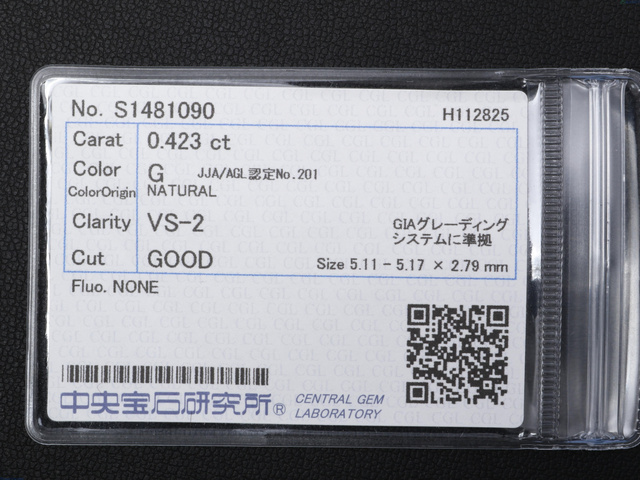 No. S1481090 H112825
Carat 0.423 ct
Color G JJA/AGL認定No.201
ColorOrigin NATURAL
Clarity VS-2 GIAグレーディング
システムに準拠
Cut GOOD Size 5.11 - 5.17 × 2.79 mm
Fluo. NONE
中央宝石研究所® CENTRAL GEM
LABORATORY